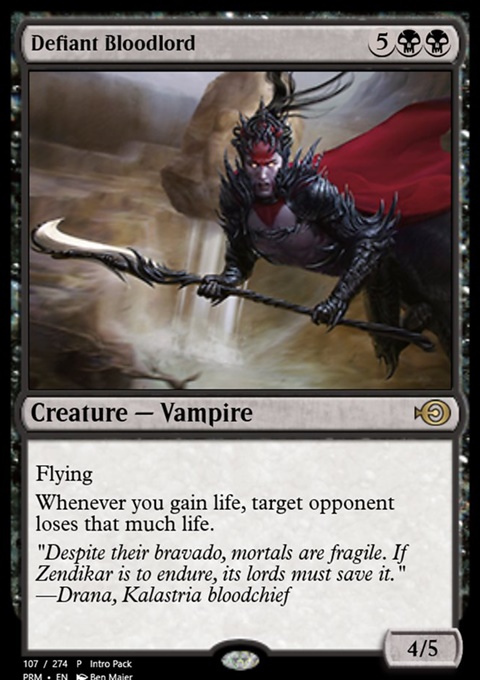 Defiant Bloodlord 5
Creature — Vampire
Flying
Whenever you gain life, target opponent
loses that much life.
"Despite their bravado, mortals are fragile. If
Zendikar is to endure, its lords must save it."
—Drana, Kalastria bloodchief
4/5
107 / 274 P Intro Pack
PRM • EN Ben Maier